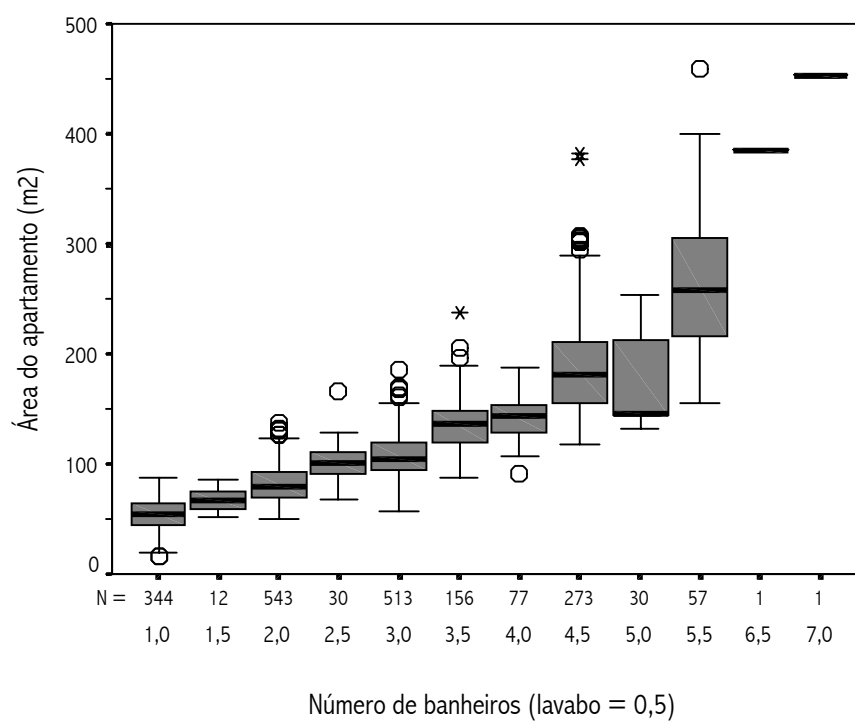 500
400
300
200
100
0
Área do apartamento (m2)
N = 344 12 543 30 513 156 77 273 30 57 1 1
1,0 1,5 2,0 2,5 3,0 3,5 4,0 4,5 5,0 5,5 6,5 7,0
Número de banheiros (lavabo = 0,5)